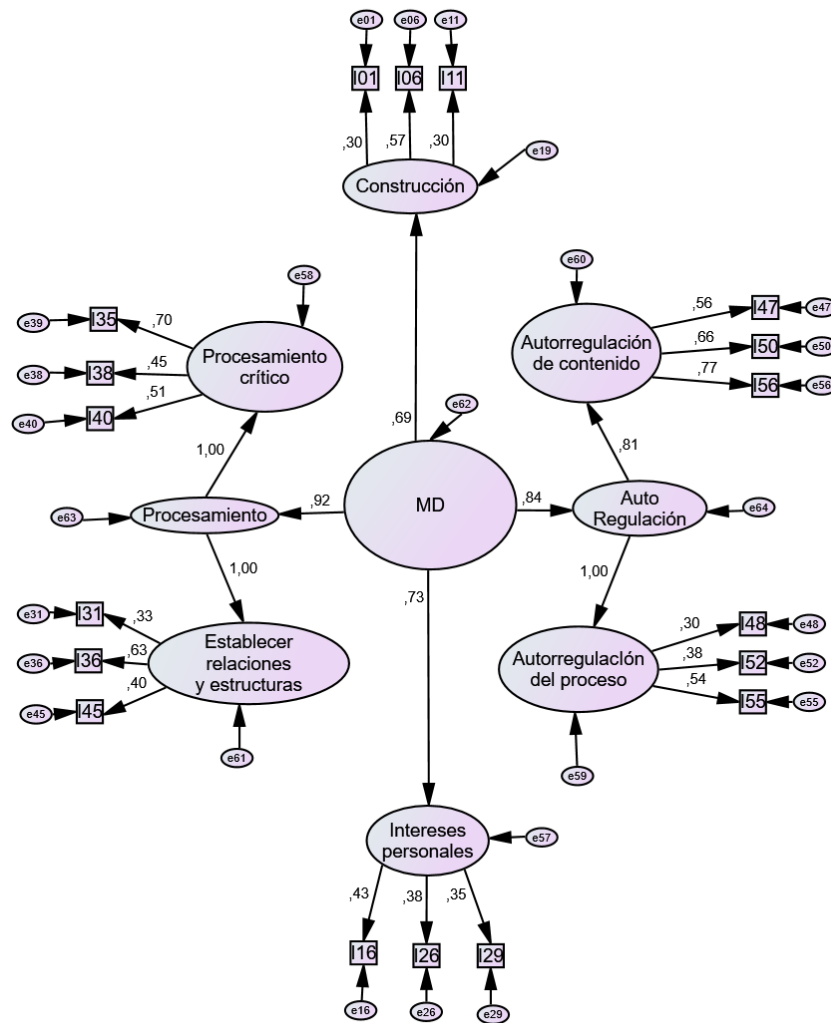 e01 e06 e11
I01 I06 I11
,30 ,57 ,30
e19
Construcción
e58
e39 I35 ,70
e38 I38 ,45
e40 I40 ,51
Procesamiento
crítico
e60
Autorregulación
de contenido
,56 I47 e47
,66 I50 e50
,77 I56 e56
,69
e62
1,00
,81
e63
Procesamiento
,92
MD
,84
Auto
Regulación
e64
1,00
,73
1,00
e31 I31 ,33
e36 I36 ,63
e45 I45 ,40
Establecer
relaciones
y estructuras
e61
Autorregulación
del proceso
,30 I48 e48
,38 I52 e52
,54 I55 e55
e59
Intereses
personales
e57
,43 ,38 ,35
I16 I26 I29
e16 e26 e29